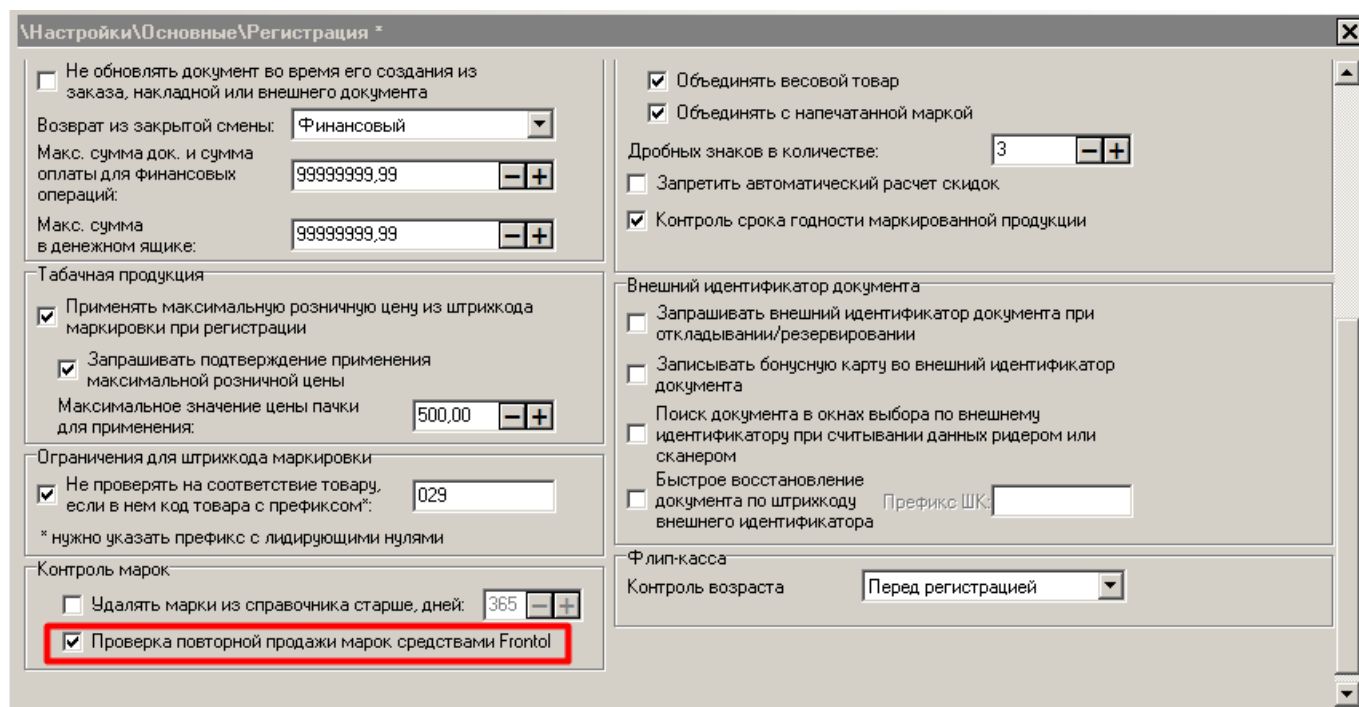 \Настройки\Основные\Регистрация *
Не обновлять документ во время его создания из
заказа, накладной или внешнего документа
Возврат из закрытой смены: Финансовый
Макс. сумма док. и сумма
оплаты для финансовых
операций:
99999999,99
Макс. сумма
в денежном ящике:
99999999,99
Табачная продукция
Применять максимальную розничную цену из штрихкода
маркировки при регистрации
Запрашивать подтверждение применения
максимальной розничной цены
Максимальное значение цены пачки
для применения:
500,00
Ограничения для штрихкода маркировки
Не проверять на соответствие товару,
если в нем код товара с префиксом*:
029
* нужно указать префикс с лидирующими нулями
Контроль марок
Удалять марки из справочника старше, дней: 365
Проверка повторной продажи марок средствами Frontol
Объединять весовой товар
Объединять с напечатанной маркой
Дробных знаков в количестве: 3
Запретить автоматический расчет скидок
Контроль срока годности маркированной продукции
Внешний идентификатор документа
Запрашивать внешний идентификатор документа при
откладывании/резервировании
Записывать бонусную карту во внешний идентификатор
документа
Поиск документа в окнах выбора по внешнему
идентификатору при считывании данных ридером или
сканером
Быстрое восстановление
документа по штрихкоду
внешнего идентификатора
Префикс ШК:
Флип-касса
Контроль возраста Перед регистрацией